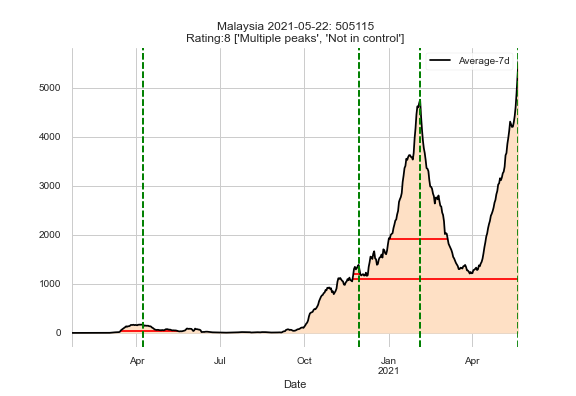 Malaysia 2021-05-22: 505115
Rating:8 ['Multiple peaks', 'Not in control']
Average-7d
5000
4000
3000
2000
1000
0
Apr
Jul
Oct
Jan
2021
Apr
Date